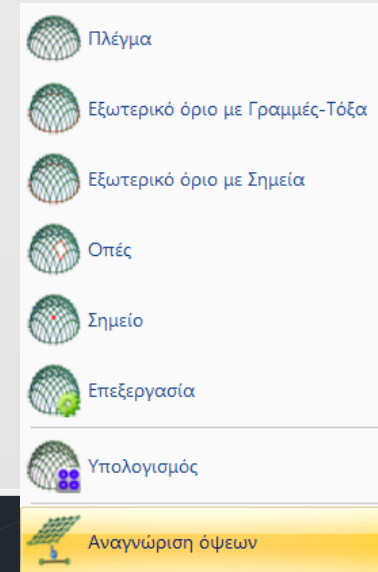 Πλέγμα
Εξωτερικό όριο με Γραμμές-Τόξα
Εξωτερικό όριο με Σημεία
Οπές
Σημείο
Επεξεργασία
Υπολογισμός
Αναγνώριση όψεων